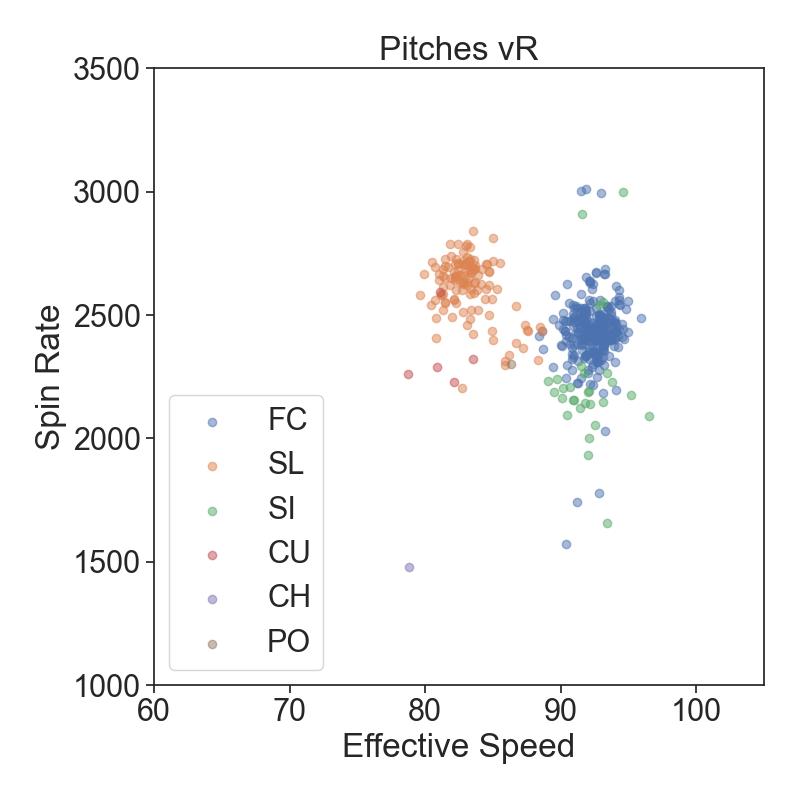 Pitches vR
3500
3000
2500
2000
1500
1000
Spin Rate
FC
SL
SI
CU
CH
PO
60 70 80 90 100
Effective Speed